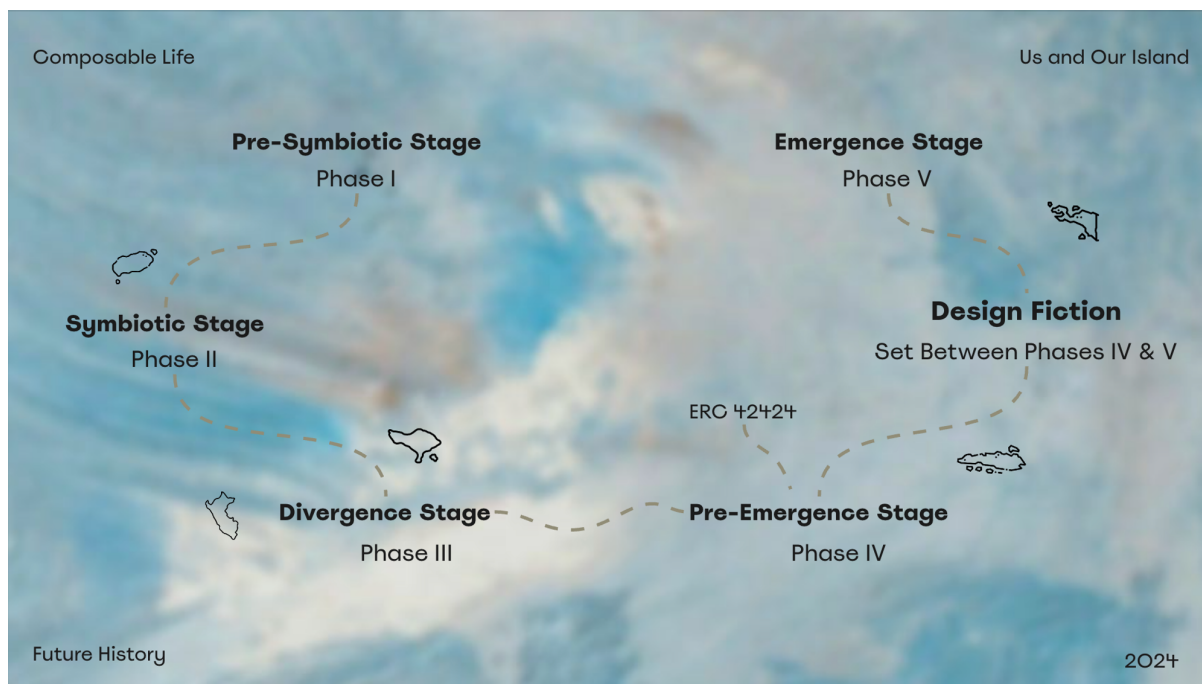 Composable Life
Us and Our Island
Pre-Symbiotic Stage
Phase I
Emergence Stage
Phase V
Symbiotic Stage
Phase II
Design Fiction
Set Between Phases IV & V
ERC 42424
Divergence Stage
Phase III
Pre-Emergence Stage
Phase IV
Future History
2024